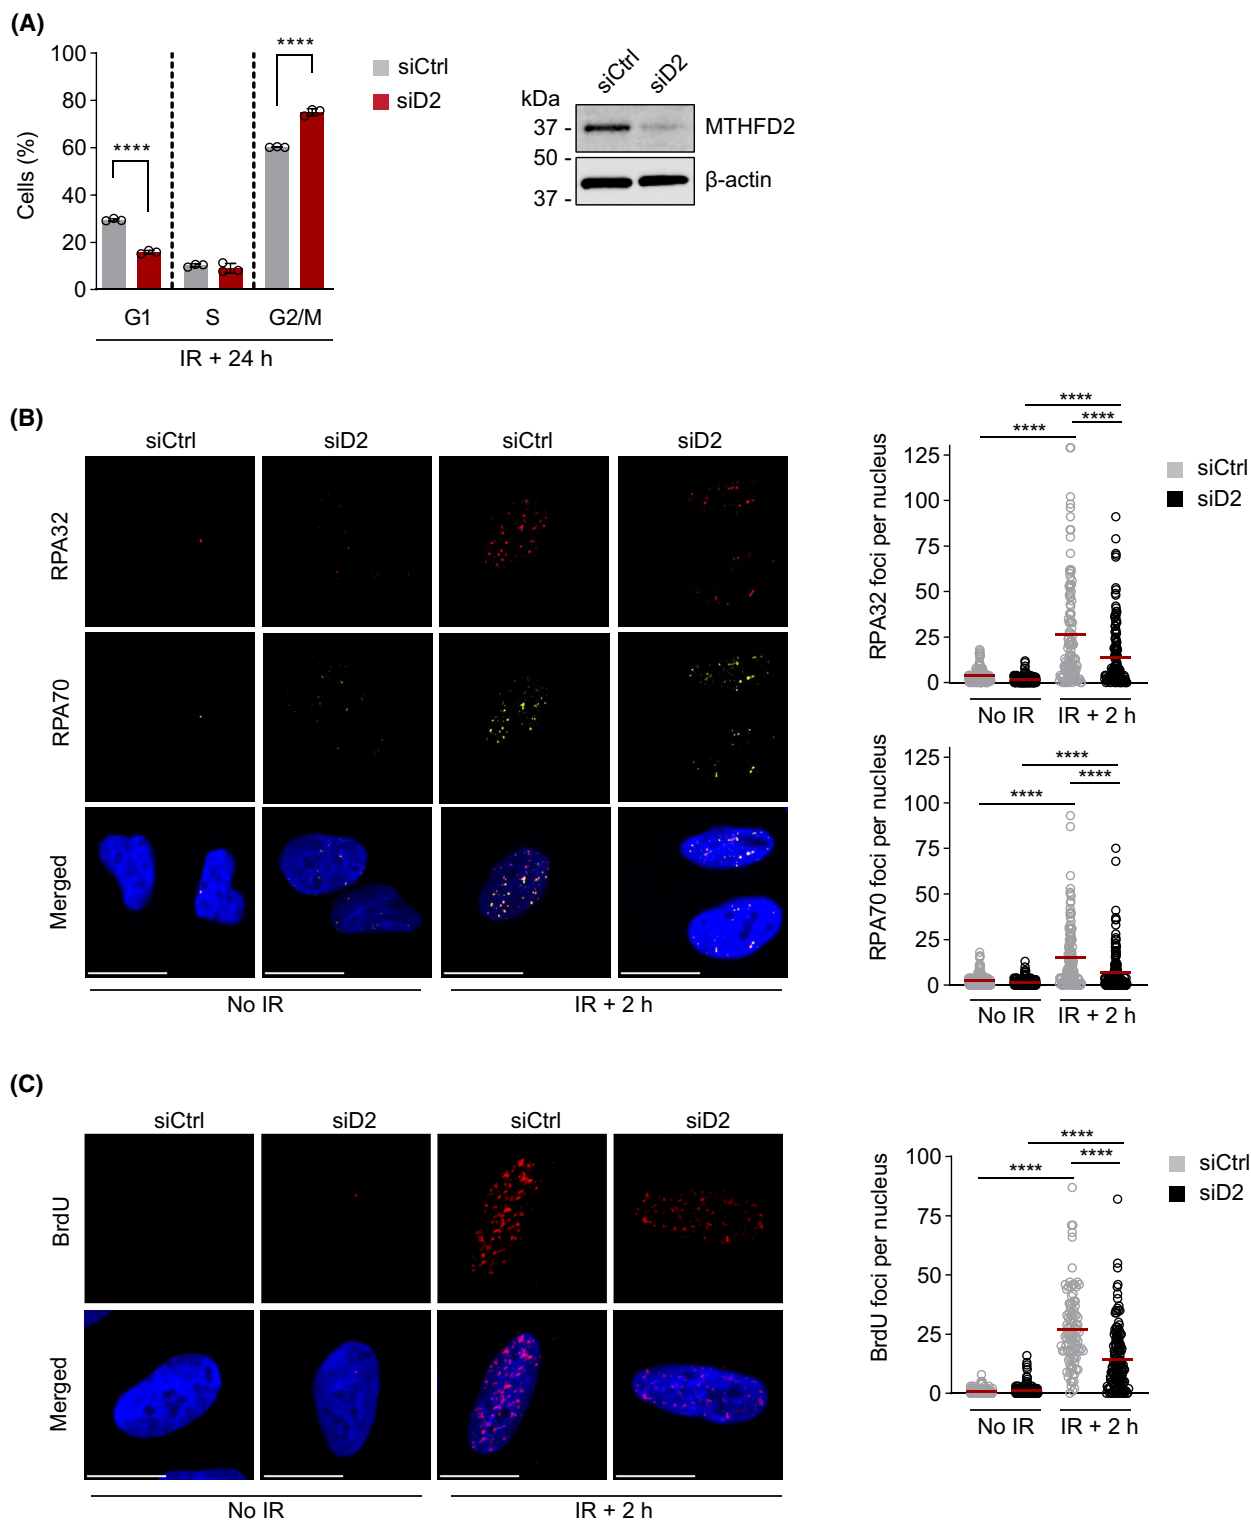 (A)
100
80
60
40
20
0
Cells (%)
****
****
G1 S G2/M
IR + 24 h
siCtrl
siD2
siCtrl siD2
kDa
37 -
MTHFD2
50 -
β-actin
37 -
(B)
siCtrl siD2 siCtrl siD2
RPA32
RPA70
Merged
No IR IR + 2 h
****
****
****
RPA32 foci per nucleus
125
100
75
50
25
0
No IR IR + 2 h
siCtrl
siD2
****
****
****
RPA70 foci per nucleus
125
100
75
50
25
0
No IR IR + 2 h
(C)
siCtrl siD2 siCtrl siD2
BrdU
Merged
No IR IR + 2 h
****
****
****
BrdU foci per nucleus
100
75
50
25
0
No IR IR + 2 h
siCtrl
siD2